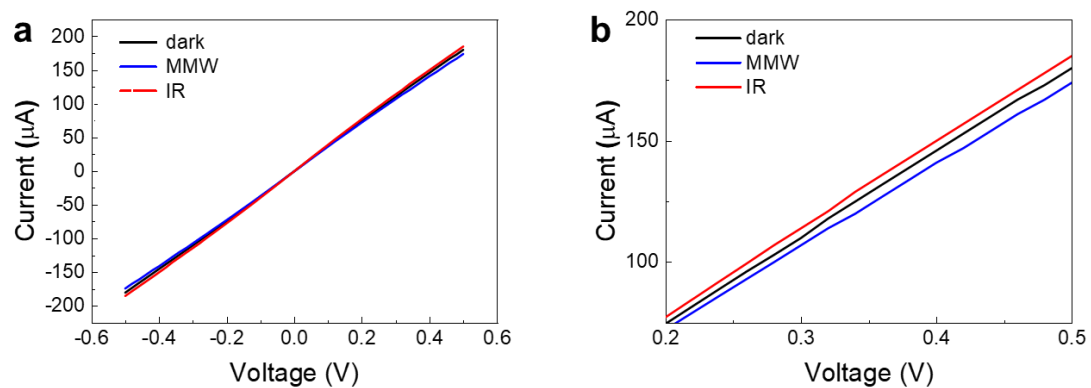 a
dark
MMW
IR
200
150
100
50
0
-50
-100
-150
-200
Current (μA)
-0.6
-0.4
-0.2
0.0
0.2
0.4
0.6
Voltage (V)
b
dark
MMW
IR
200
150
100
Current (μA)
0.2
0.3
0.4
0.5
Voltage (V)